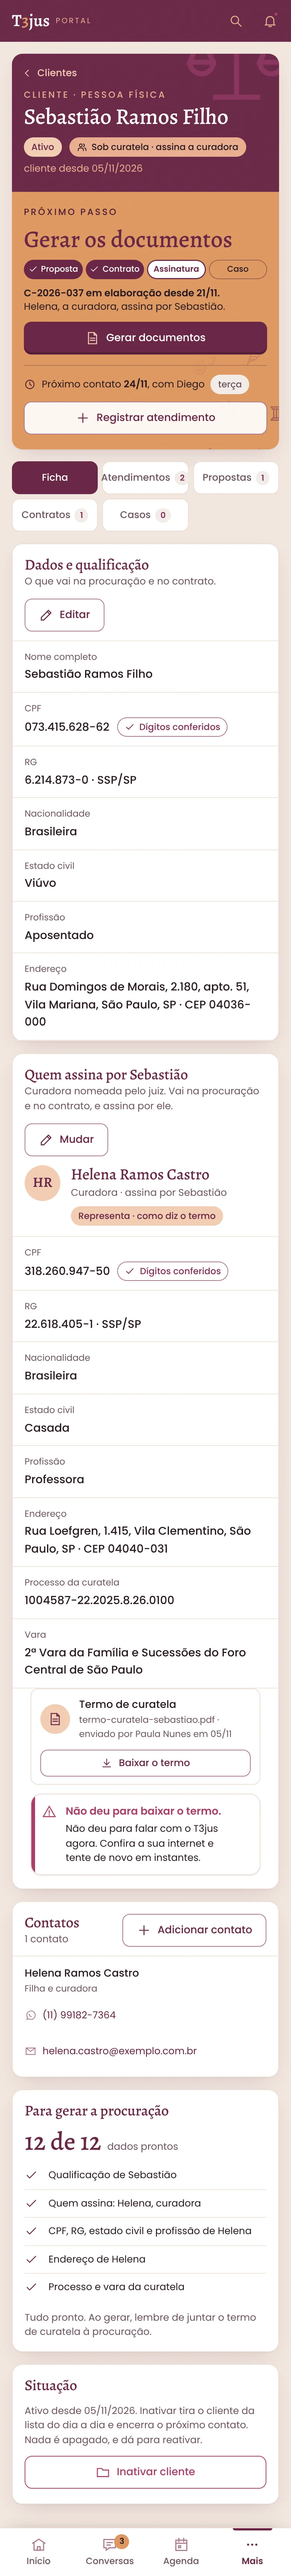 T3jus PORTAL
Clientes
CLIENTE · PESSOA FÍSICA
Sebastião Ramos Filho
Ativo
Sob curatela · assina a curadora
cliente desde 05/11/2026
PRÓXIMO PASSO
Gerar os documentos
Proposta
Contrato
Assinatura
Caso
C-2026-037 em elaboração desde 21/11.
Helena, a curadora, assina por Sebastião.
Gerar documentos
Próximo contato 24/11, com Diego
terça
Registrar atendimento
Ficha
Atendimentos 2
Propostas 1
Contratos 1
Casos 0
Dados e qualificação
O que vai na procuração e no contrato.
Editar
Nome completo
Sebastião Ramos Filho
CPF
073.415.628-62
Dígitos conferidos
RG
6.214.873-0 · SSP/SP
Nacionalidade
Brasileira
Estado civil
Viúvo
Profissão
Aposentado
Endereço
Rua Domingos de Morais, 2.180, apto. 51,
Vila Mariana, São Paulo, SP · CEP 04036-
000
Quem assina por Sebastião
Curadora nomeada pelo juiz. Vai na procuração
e no contrato, e assina por ele.
Mudar
HR
Helena Ramos Castro
Curadora · assina por Sebastião
Representa · como diz o termo
CPF
318.260.947-50
Dígitos conferidos
RG
22.618.405-1 · SSP/SP
Nacionalidade
Brasileira
Estado civil
Casada
Profissão
Professora
Endereço
Rua Loefgren, 1.415, Vila Clementino, São
Paulo, SP · CEP 04040-031
Processo da curatela
1004587-22.2025.8.26.0100
Vara
2ª Vara da Família e Sucessões do Foro
Central de São Paulo
Termo de curatela
termo-curatela-sebastiao.pdf ·
enviado por Paula Nunes em 05/11
Baixar o termo
Não deu para baixar o termo.
Não deu para falar com o T3jus
agora. Confira a sua internet e
tente de novo em instantes.
Contatos
1 contato
Adicionar contato
Helena Ramos Castro
Filha e curadora
(11) 99182-7364
helena.castro@exemplo.com.br
Para gerar a procuração
12 de 12 dados prontos
Qualificação de Sebastião
Quem assina: Helena, curadora
CPF, RG, estado civil e profissão de Helena
Endereço de Helena
Processo e vara da curatela
Tudo pronto. Ao gerar, lembre de juntar o termo
de curatela à procuração.
Situação
Ativo desde 05/11/2026. Inativar tira o cliente da
lista do dia a dia e encerra o próximo contato.
Nada é apagado, e dá para reativar.
Inativar cliente
Início
3
Conversas
Agenda
Mais